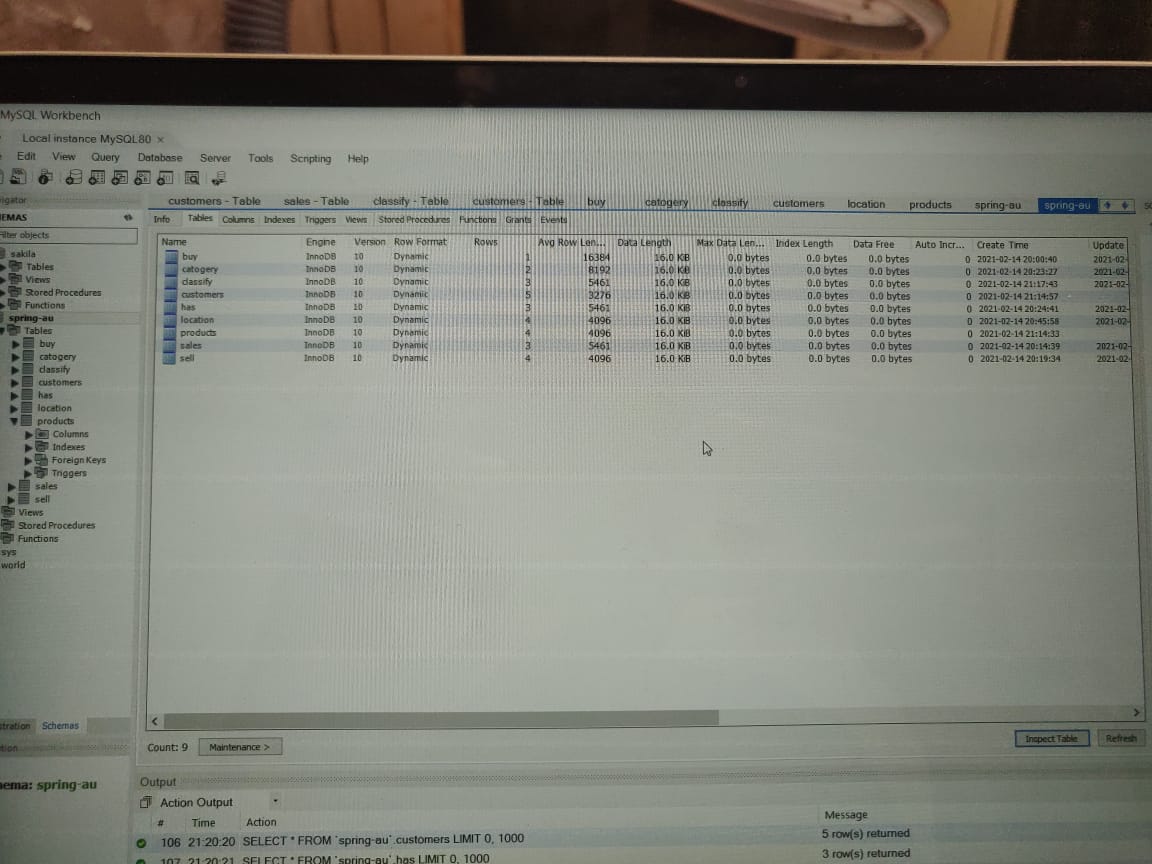 MySQL Workbench
Local instance MySQL80 ×
Edit View Query Database Server Tools Scripting Help
customers - Table sales - Table classify - Table customers - Table buy catogery classify customers location products spring-au spring-au
Info Tables Columns Indexes Triggers Views Stored Procedures Functions Grants Events
EMAS
filter objects
sakila
Tables
Views
Stored Procedures
Functions
spring-au
Tables
buy
catogery
classify
customers
has
location
products
Columns
Indexes
Foreign Keys
Triggers
sales
sell
Views
Stored Procedures
Functions
sys
world
stration Schemas
ema: spring-au
Name Engine Version Row Format Rows Avg Row Len... Data Length Max Data Len... Index Length Data Free Auto Incr... Create Time Update
buy InnoDB 10 Dynamic 1 16384 16.0 KiB 0.0 bytes 0.0 bytes 0.0 bytes 0 2021-02-14 20:00:40 2021-02-
catogery InnoDB 10 Dynamic 2 8192 16.0 KiB 0.0 bytes 0.0 bytes 0.0 bytes 0 2021-02-14 20:23:27 2021-02-
classify InnoDB 10 Dynamic 3 5461 16.0 KiB 0.0 bytes 0.0 bytes 0.0 bytes 0 2021-02-14 21:17:43 2021-02-
customers InnoDB 10 Dynamic 5 3276 16.0 KiB 0.0 bytes 0.0 bytes 0.0 bytes 0 2021-02-14 21:14:57
has InnoDB 10 Dynamic 3 5461 16.0 KiB 0.0 bytes 0.0 bytes 0.0 bytes 0 2021-02-14 20:24:41 2021-02-
location InnoDB 10 Dynamic 4 4096 16.0 KiB 0.0 bytes 0.0 bytes 0.0 bytes 0 2021-02-14 20:45:58 2021-02-
products InnoDB 10 Dynamic 4 4096 16.0 KiB 0.0 bytes 0.0 bytes 0.0 bytes 0 2021-02-14 21:14:33
sales InnoDB 10 Dynamic 3 5461 16.0 KiB 0.0 bytes 0.0 bytes 0.0 bytes 0 2021-02-14 20:14:39 2021-02-
sell InnoDB 10 Dynamic 4 4096 16.0 KiB 0.0 bytes 0.0 bytes 0.0 bytes 0 2021-02-14 20:19:34 2021-02-
Count: 9 Maintenance > Inspect Table Refresh
Output
Action Output
# Time Action Message
106 21:20:20 SELECT * FROM `spring-au`.customers LIMIT 0, 1000 5 row(s) returned
107 21:20:21 SELECT * FROM `spring-au`.has LIMIT 0, 1000 3 row(s) returned